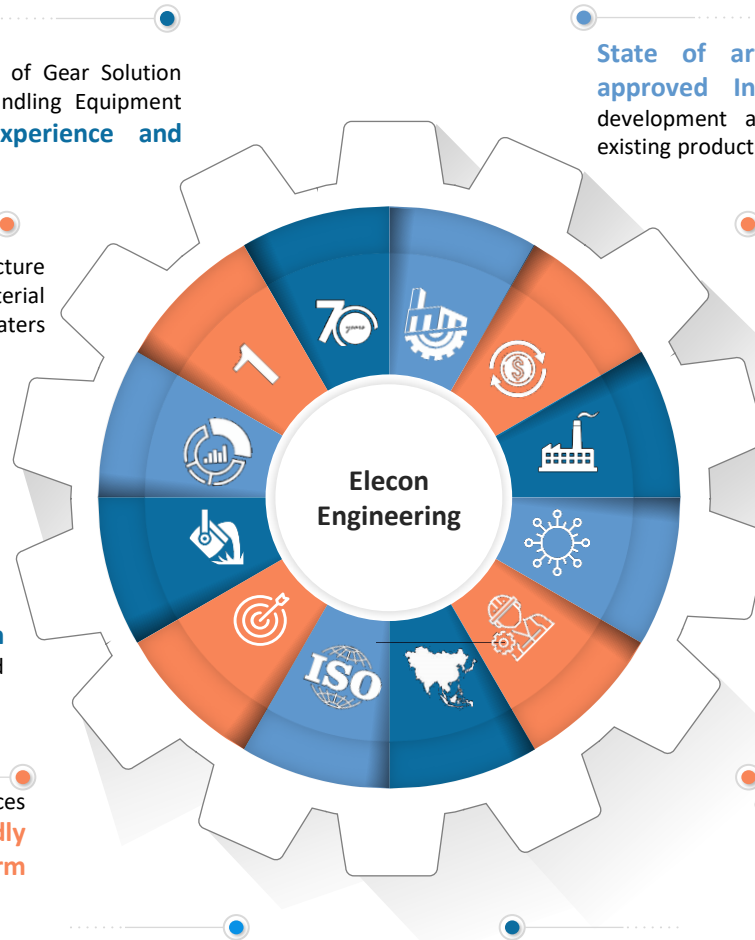 of Gear Solution
ndling Equipment
xperience and
State of ar
approved In
development a
existing product
cture
terial
aters
70
years
1
Elecon
Engineering
ISO
n
d
ces
dly
rm